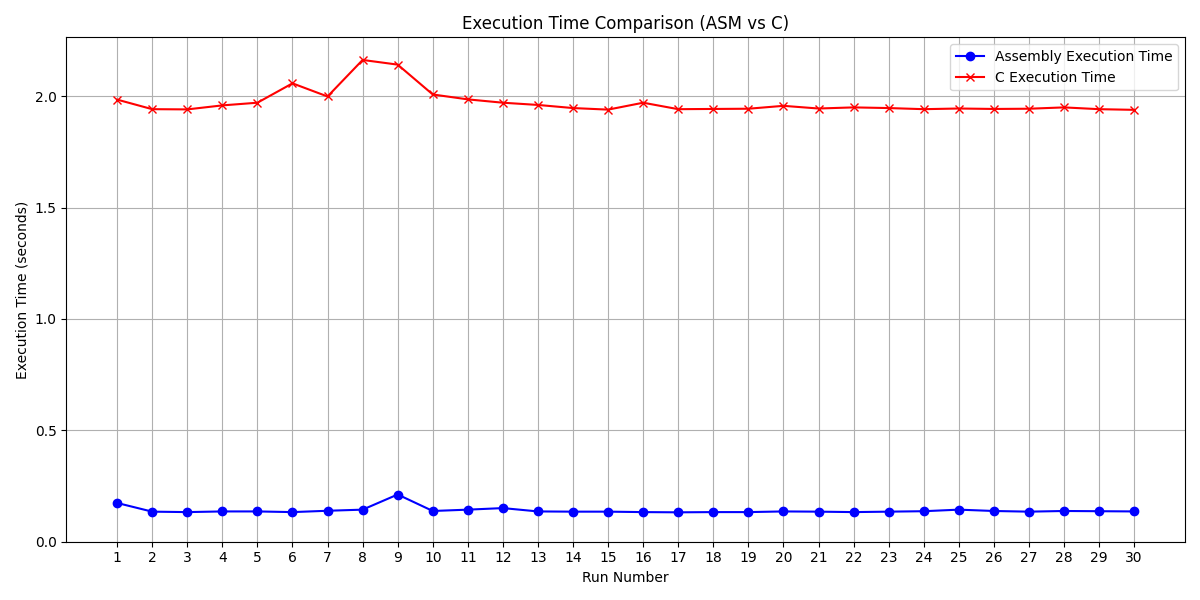 Execution Time Comparison (ASM vs C)
Assembly Execution Time
C Execution Time
Execution Time (seconds)
2.0
1.5
1.0
0.5
0.0
1 2 3 4 5 6 7 8 9 10 11 12 13 14 15 16 17 18 19 20 21 22 23 24 25 26 27 28 29 30
Run Number